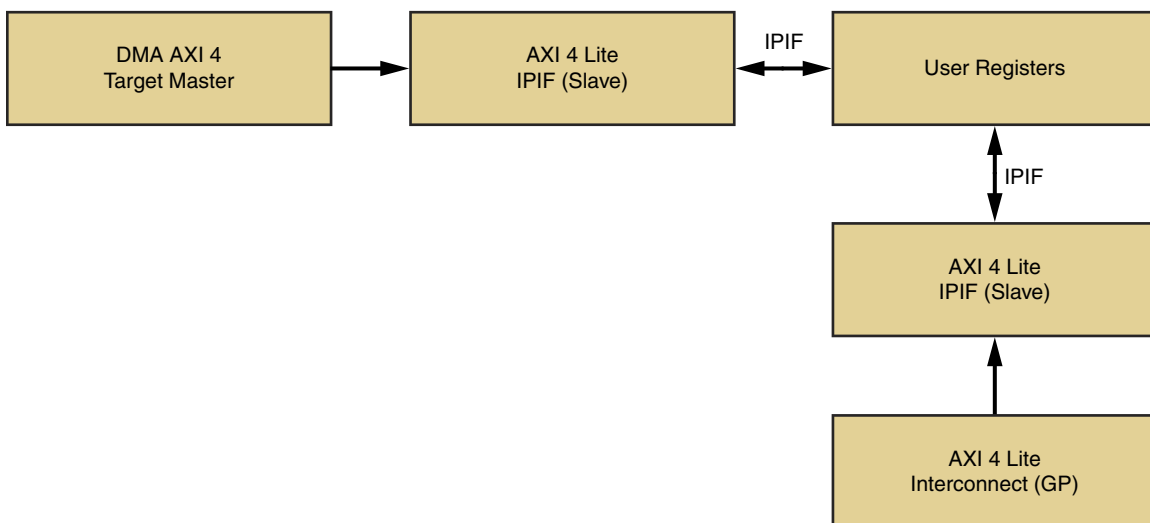 DMA AXI 4
Target Master
AXI 4 Lite
IPIF (Slave)
IPIF
User Registers
IPIF
AXI 4 Lite
IPIF (Slave)
AXI 4 Lite
Interconnect (GP)